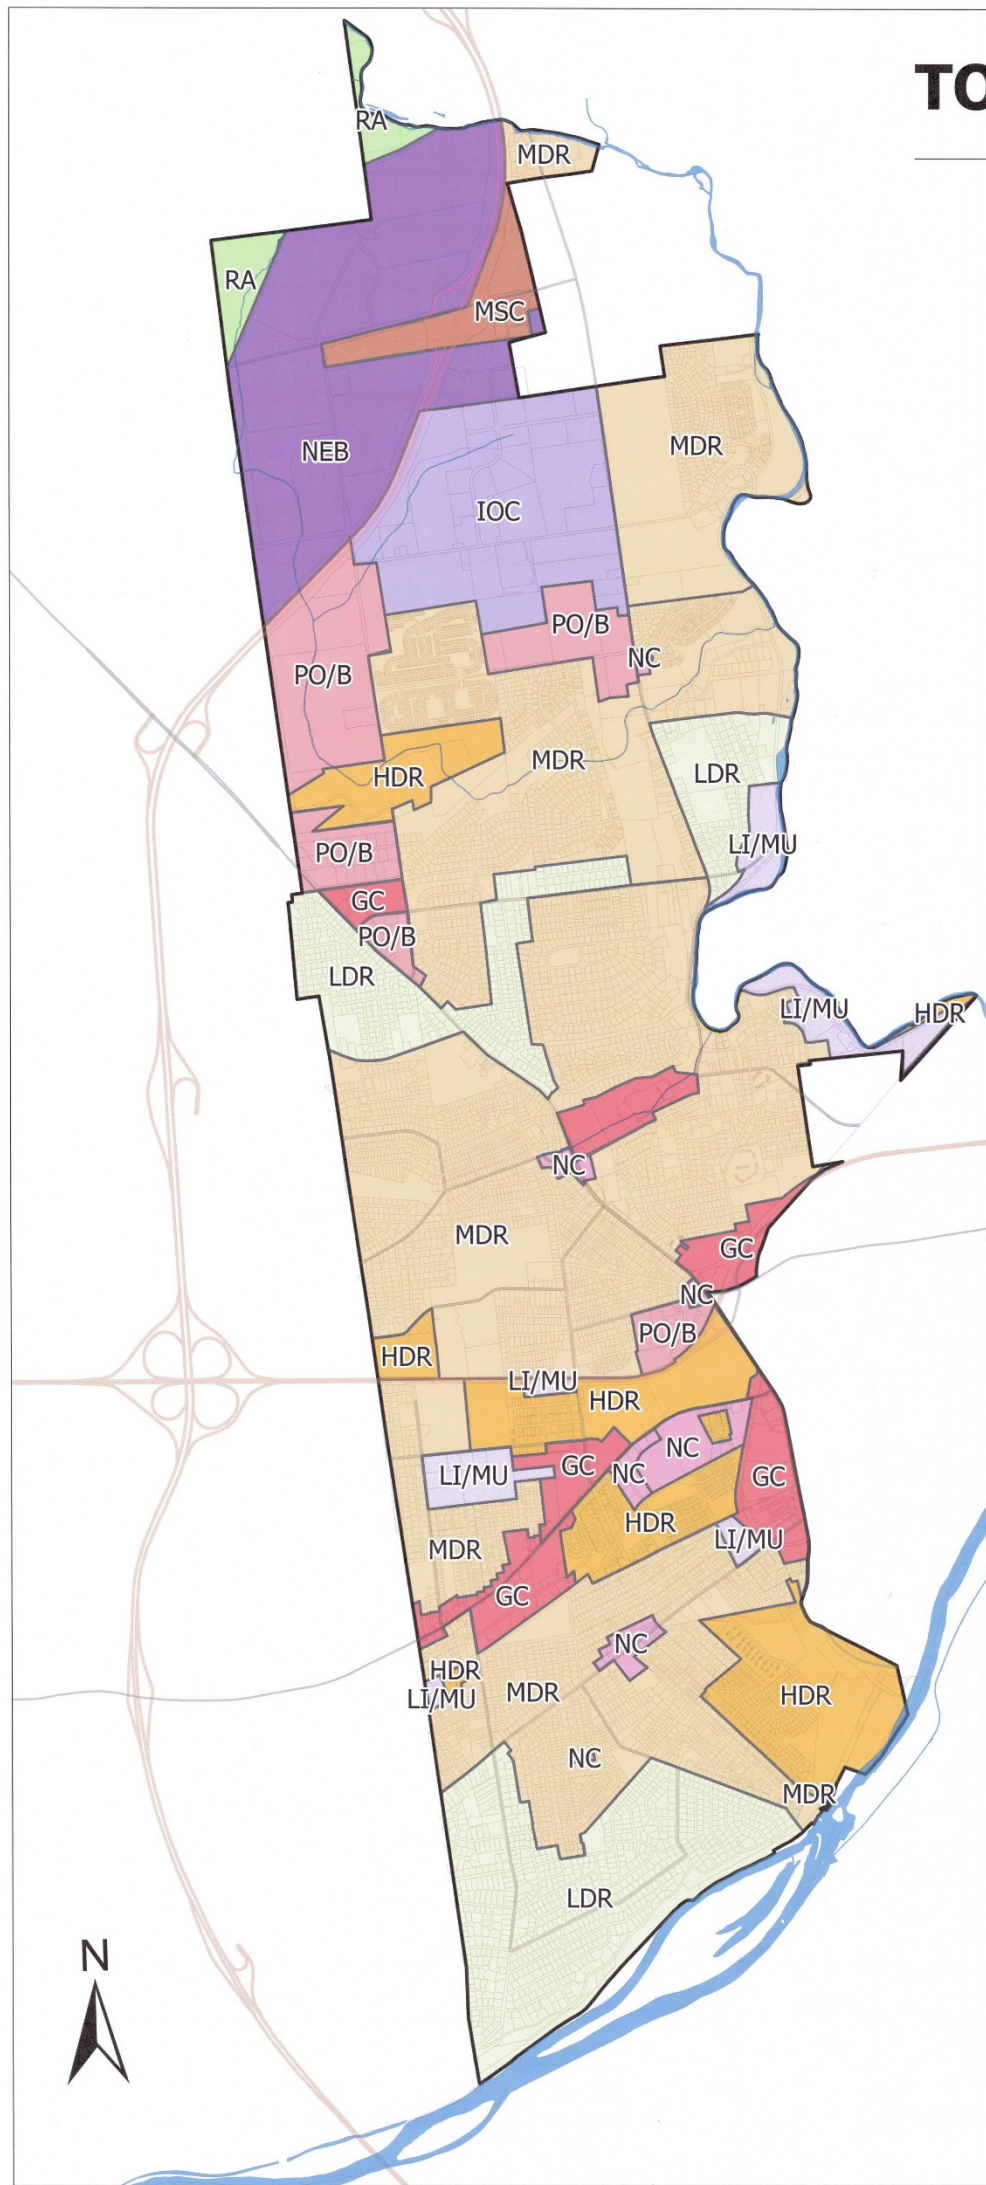 TO
RA
MDR
RA
MSC
MDR
NEB
IOC
PO/B
NC
PO/B
MDR
LDR
HDR
LI/MU
PO/B
GC
PO/B
LDR
LI/MU
HDR
NC
MDR
GC
NC
PO/B
HDR
LI/MU
HDR
NC
GC
NC
LI/MU
GC
HDR
LI/MU
MDR
GC
NC
HDR
LI/MU
MDR
HDR
NC
MDR
LDR
N